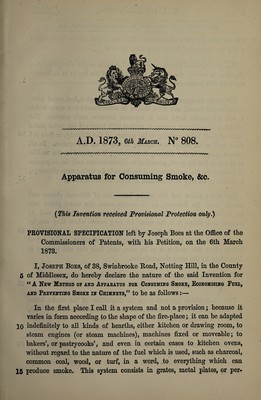 A.D. 1873, 6th MARCH. N° 808.
Apparatus for Consuming Smoke, &c.
(This Invention received Provisional Protection only.)
PROVISIONAL SPECIFICATION left by Joseph Boes at the Office of the
Commissioners of Patents, with his Petition, on the 6th March
1873.
I, JOSEPH BOES, of 38, Swinbrooke Road, Notting Hill, in the County
5 of Middlesex, do hereby declare the nature of the said Invention for
"A NEW METHOD OF AND APPARATUS FOR CONSUMING SMOKE, ECONOMISING FUEL,
AND PREVENTING SMOKE IN CHIMNEYS," to be as follows:—
In the first place I call it a system and not a provision; because it
varies in form according to the shape of the fire-place; it can be adapted
10 indefinitely to all kinds of hearths, either kitchen or drawing room, to
steam engines (or steam machines), machines fixed or moveable; to
bakers', or pastrycooks', and even in certain cases to kitchen ovens,
without regard to the nature of the fuel which is used, such as charcoal,
common coal, wood, or turf, in a word, to everything which can
15 produce smoke. This system consists in grates, metal plates, or per-